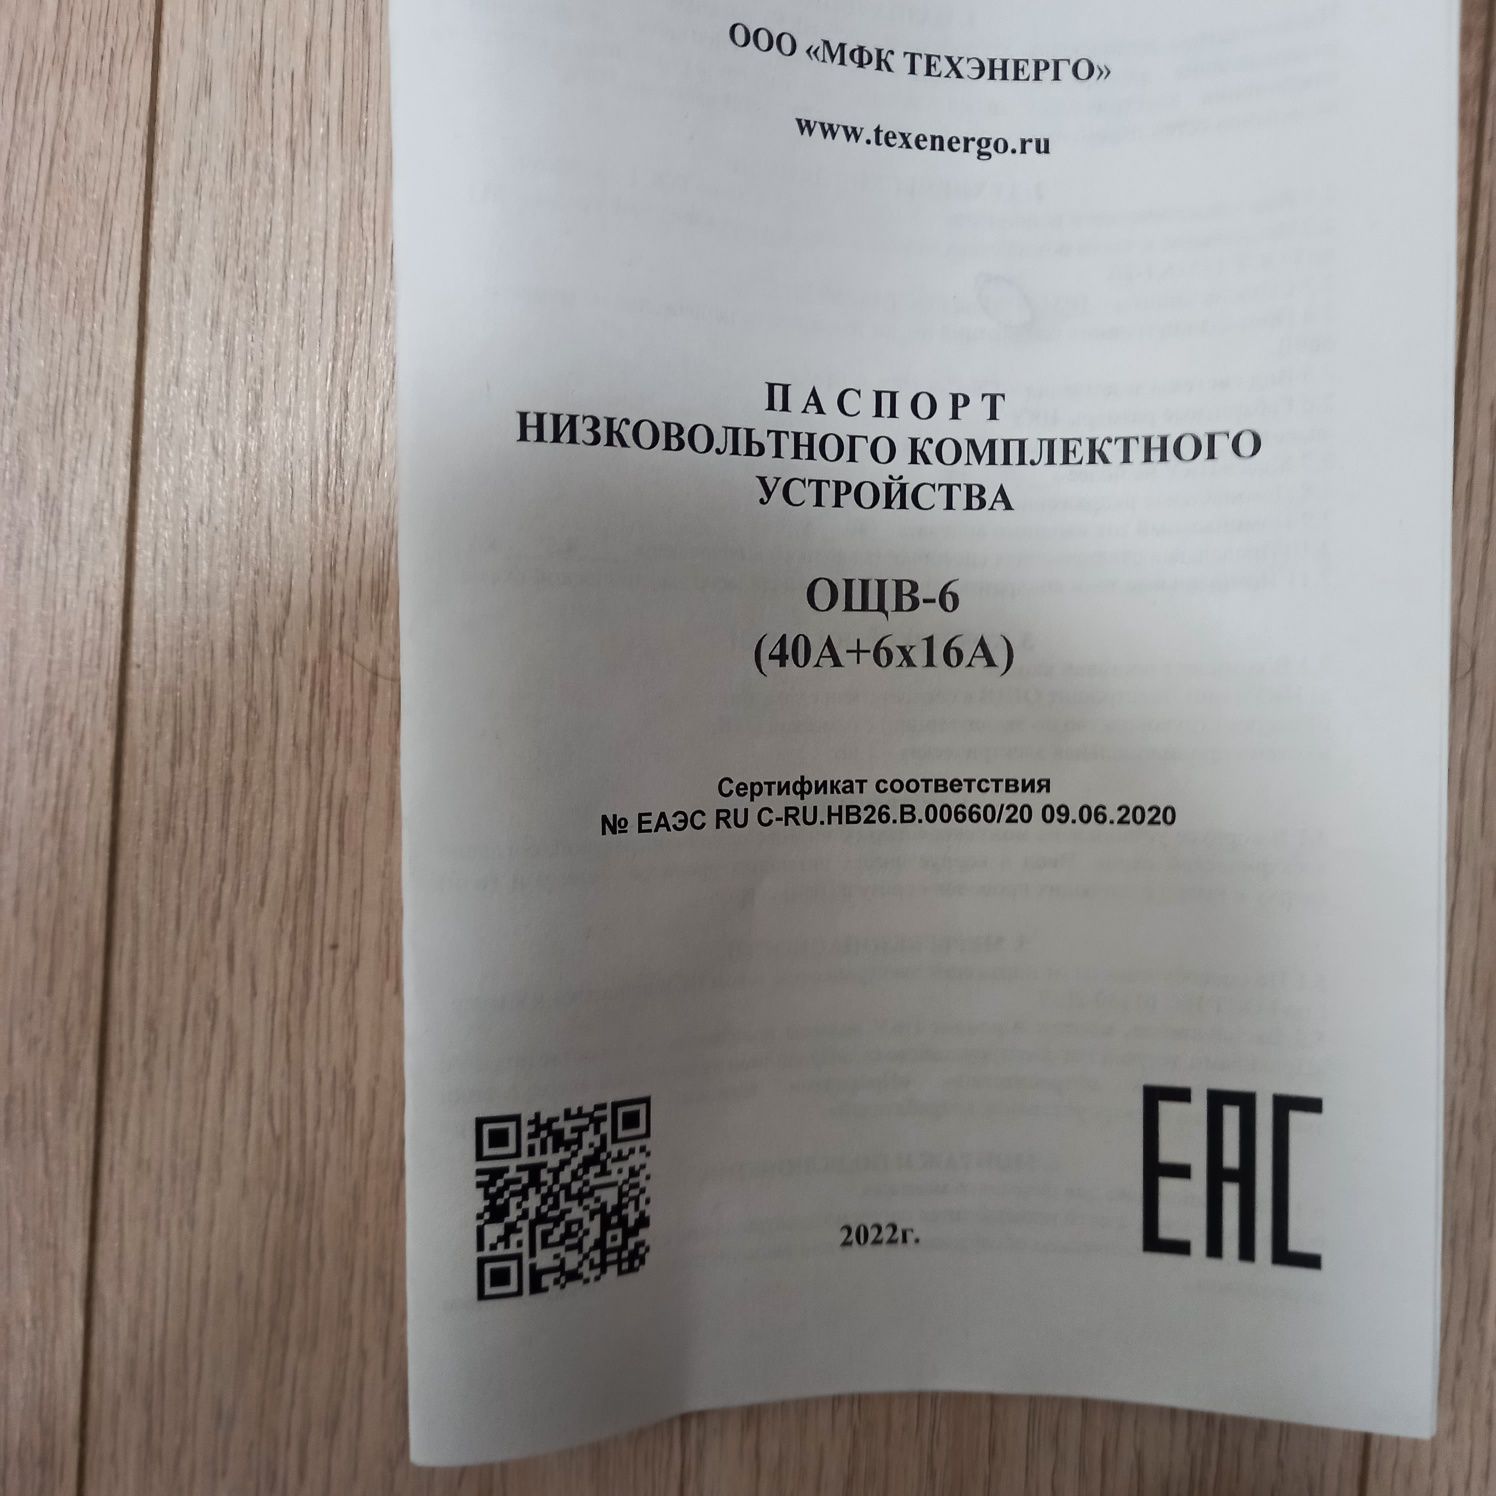 ООО «МФК ТЕХЭНЕРГО»
www.texenergo.ru
ПАСПОРТ
НИЗКОВОЛЬТНОГО КОМПЛЕКТНОГО
УСТРОЙСТВА
ОЩВ-6
(40А+6х16А)
Сертификат соответствия
№ ЕАЭС RU С-RU.НВ26.В.00660/20 09.06.2020
2022г.
ЕАС